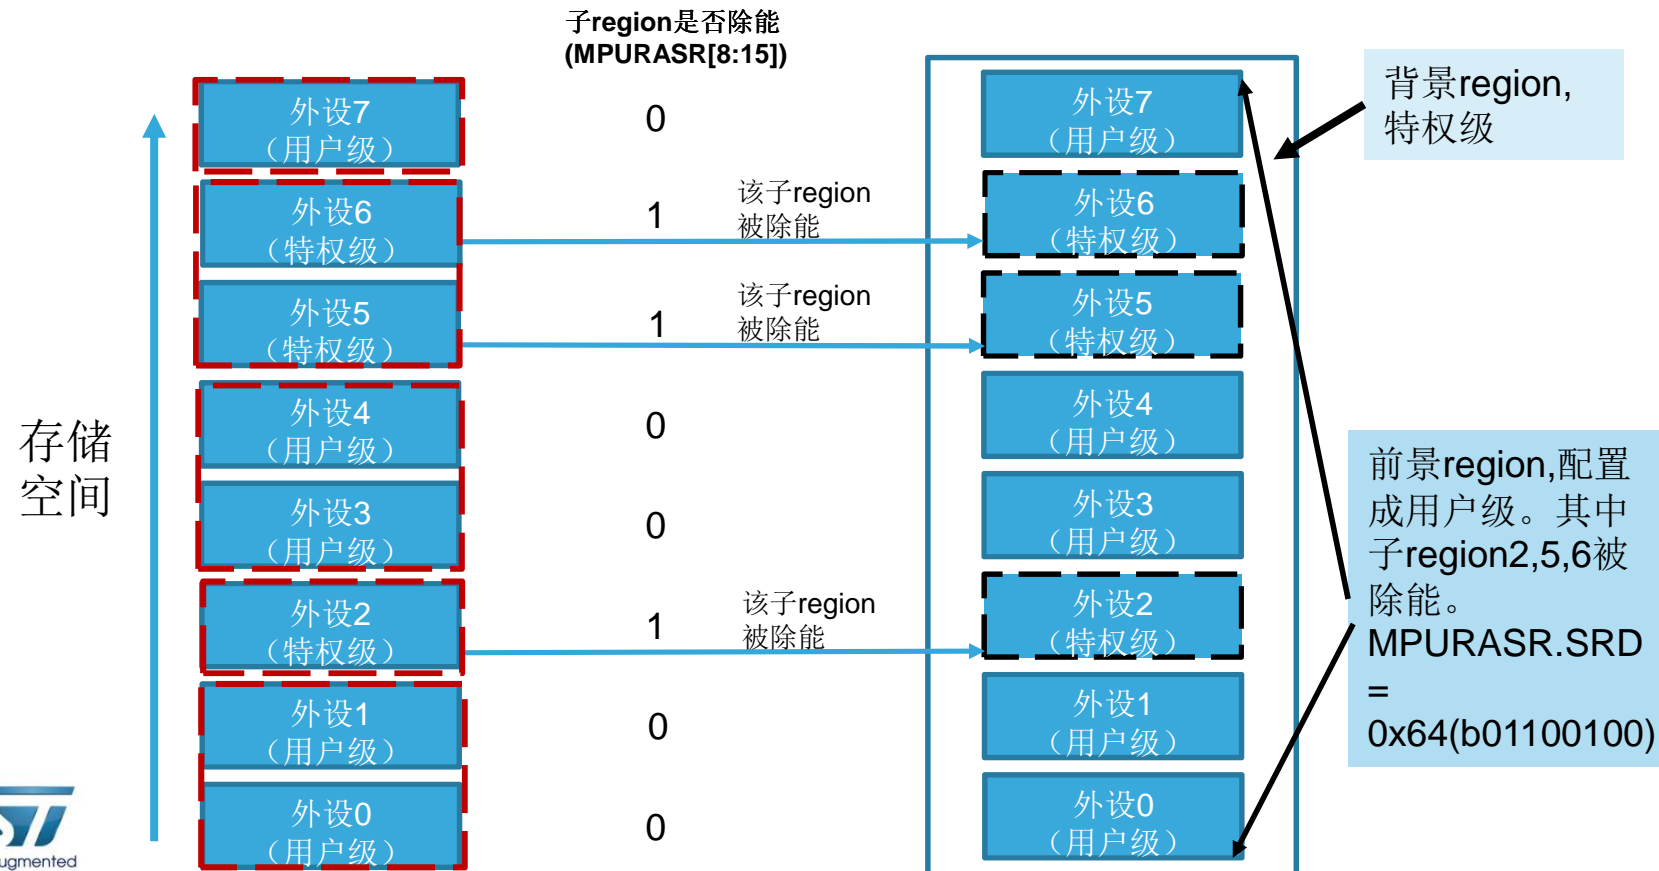 子region是否除能
(MPURASR[8:15])
存储
空间
外设7
（用户级）
外设6
（特权级）
外设5
（特权级）
外设4
（用户级）
外设3
（用户级）
外设2
（特权级）
外设1
（用户级）
外设0
（用户级）
0
1
该子region
被除能
1
该子region
被除能
0
0
1
该子region
被除能
0
0
外设7
（用户级）
外设6
（特权级）
外设5
（特权级）
外设4
（用户级）
外设3
（用户级）
外设2
（特权级）
外设1
（用户级）
外设0
（用户级）
背景region,
特权级
前景region,配置
成用户级。其中
子region2,5,6被
除能。
MPURASR.SRD
=
0x64(b01100100)
ugmented